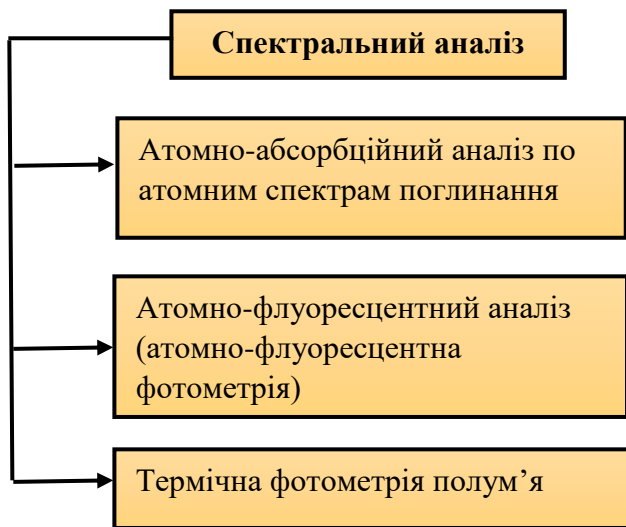 Спектральний аналіз
Атомно-абсорбційний аналіз по
атомним спектрам поглинання
Атомно-флуоресцентний аналіз
(атомно-флуоресцентна
фотометрія)
Термічна фотометрія полум’я